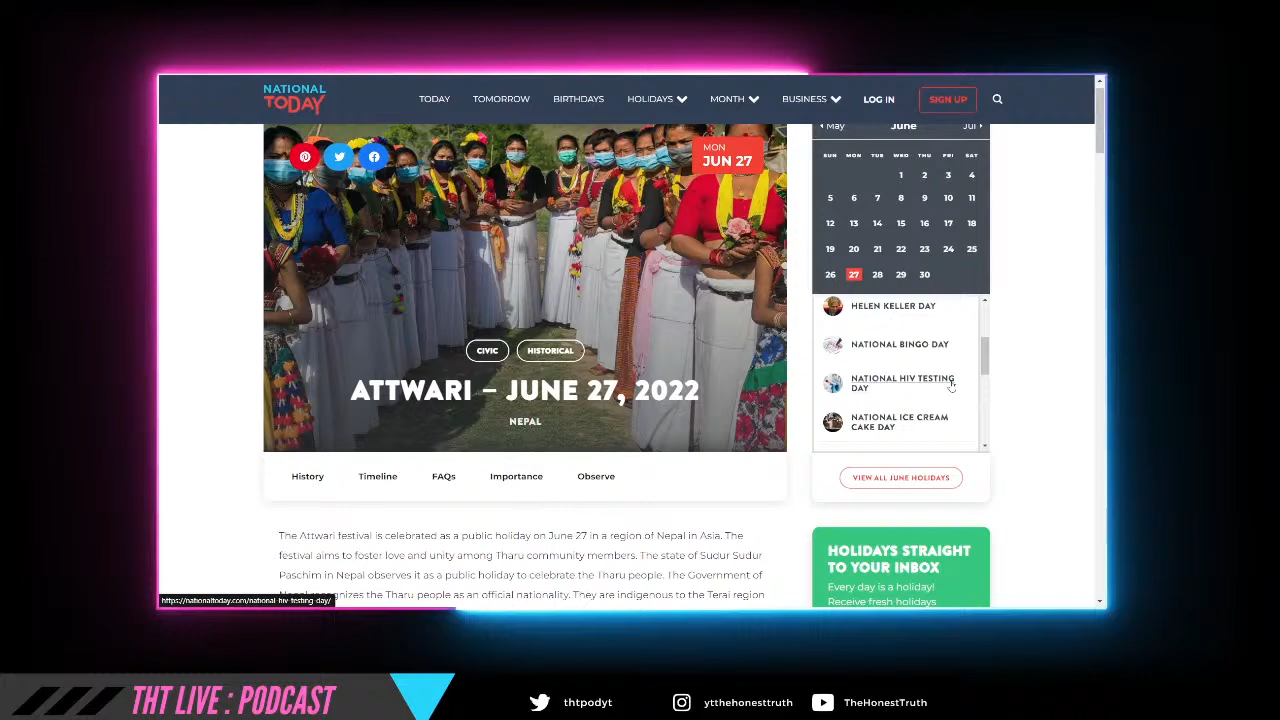 NATIONAL
TODAY
TODAY
TOMORROW
BIRTHDAYS
HOLIDAYS
MONTH
BUSINESS
LOG IN
SIGN UP
MON
JUN 27
CIVIC
HISTORICAL
ATTWARI – JUNE 27, 2022
NEPAL
History
Timeline
FAQs
Importance
Observe
The Attwari festival is celebrated as a public holiday on June 27 in a region of Nepal in Asia. The
festival aims to foster love and unity among Tharu community members. The state of Sudur Sudur
Paschim in Nepal observes it as a public holiday to celebrate the Tharu people. The Government of
Nepal recognizes the Tharu people as an official nationality. They are indigenous to the Terai region
https://nationaltoday.com/national-hiv-testing-day/
May June Jul
SUN MON TUE WED THU FRI SAT
1 2 3 4
5 6 7 8 9 10 11
12 13 14 15 16 17 18
19 20 21 22 23 24 25
26 27 28 29 30
HELEN KELLER DAY
NATIONAL BINGO DAY
NATIONAL HIV TESTING
DAY
NATIONAL ICE CREAM
CAKE DAY
VIEW ALL JUNE HOLIDAYS
HOLIDAYS STRAIGHT
TO YOUR INBOX
Every day is a holiday!
Receive fresh holidays
THT LIVE : PODCAST
thtpodyt
ytthehonesttruth
TheHonestTruth